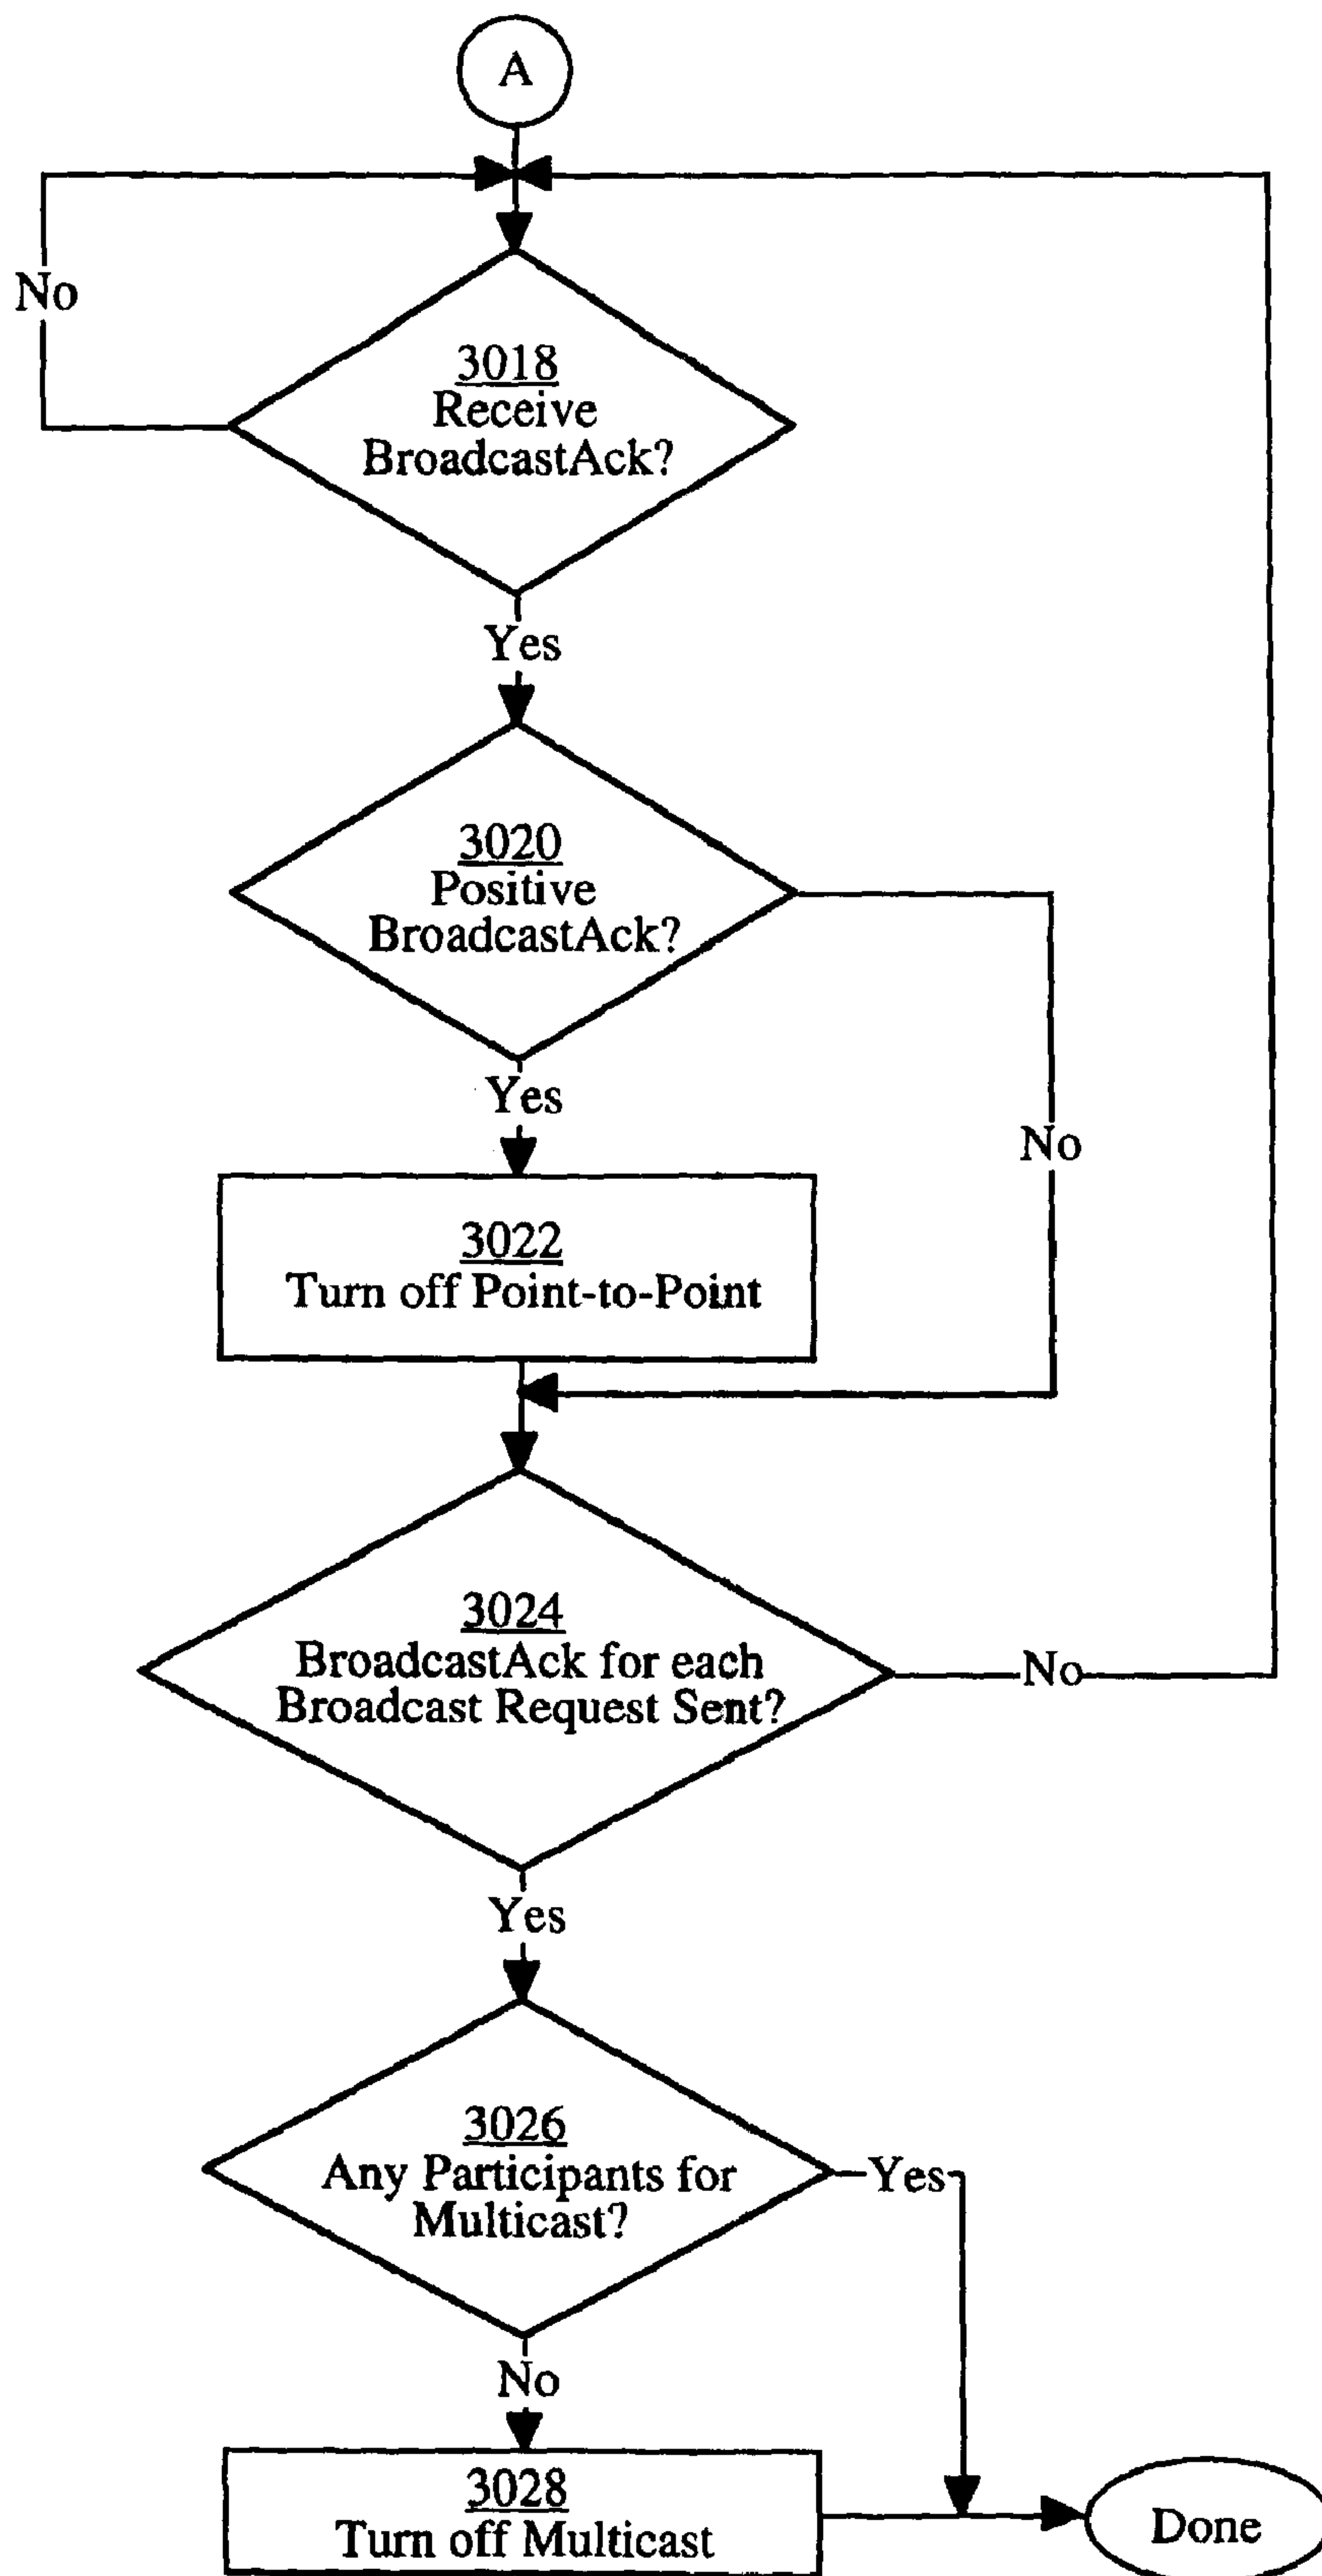 A
No
3018
Receive
BroadcastAck?
Yes
3020
Positive
BroadcastAck?
Yes
No
3022
Turn off Point-to-Point
3024
BroadcastAck for each
Broadcast Request Sent?
No
Yes
3026
Any Participants for
Multicast?
Yes
No
3028
Turn off Multicast
Done